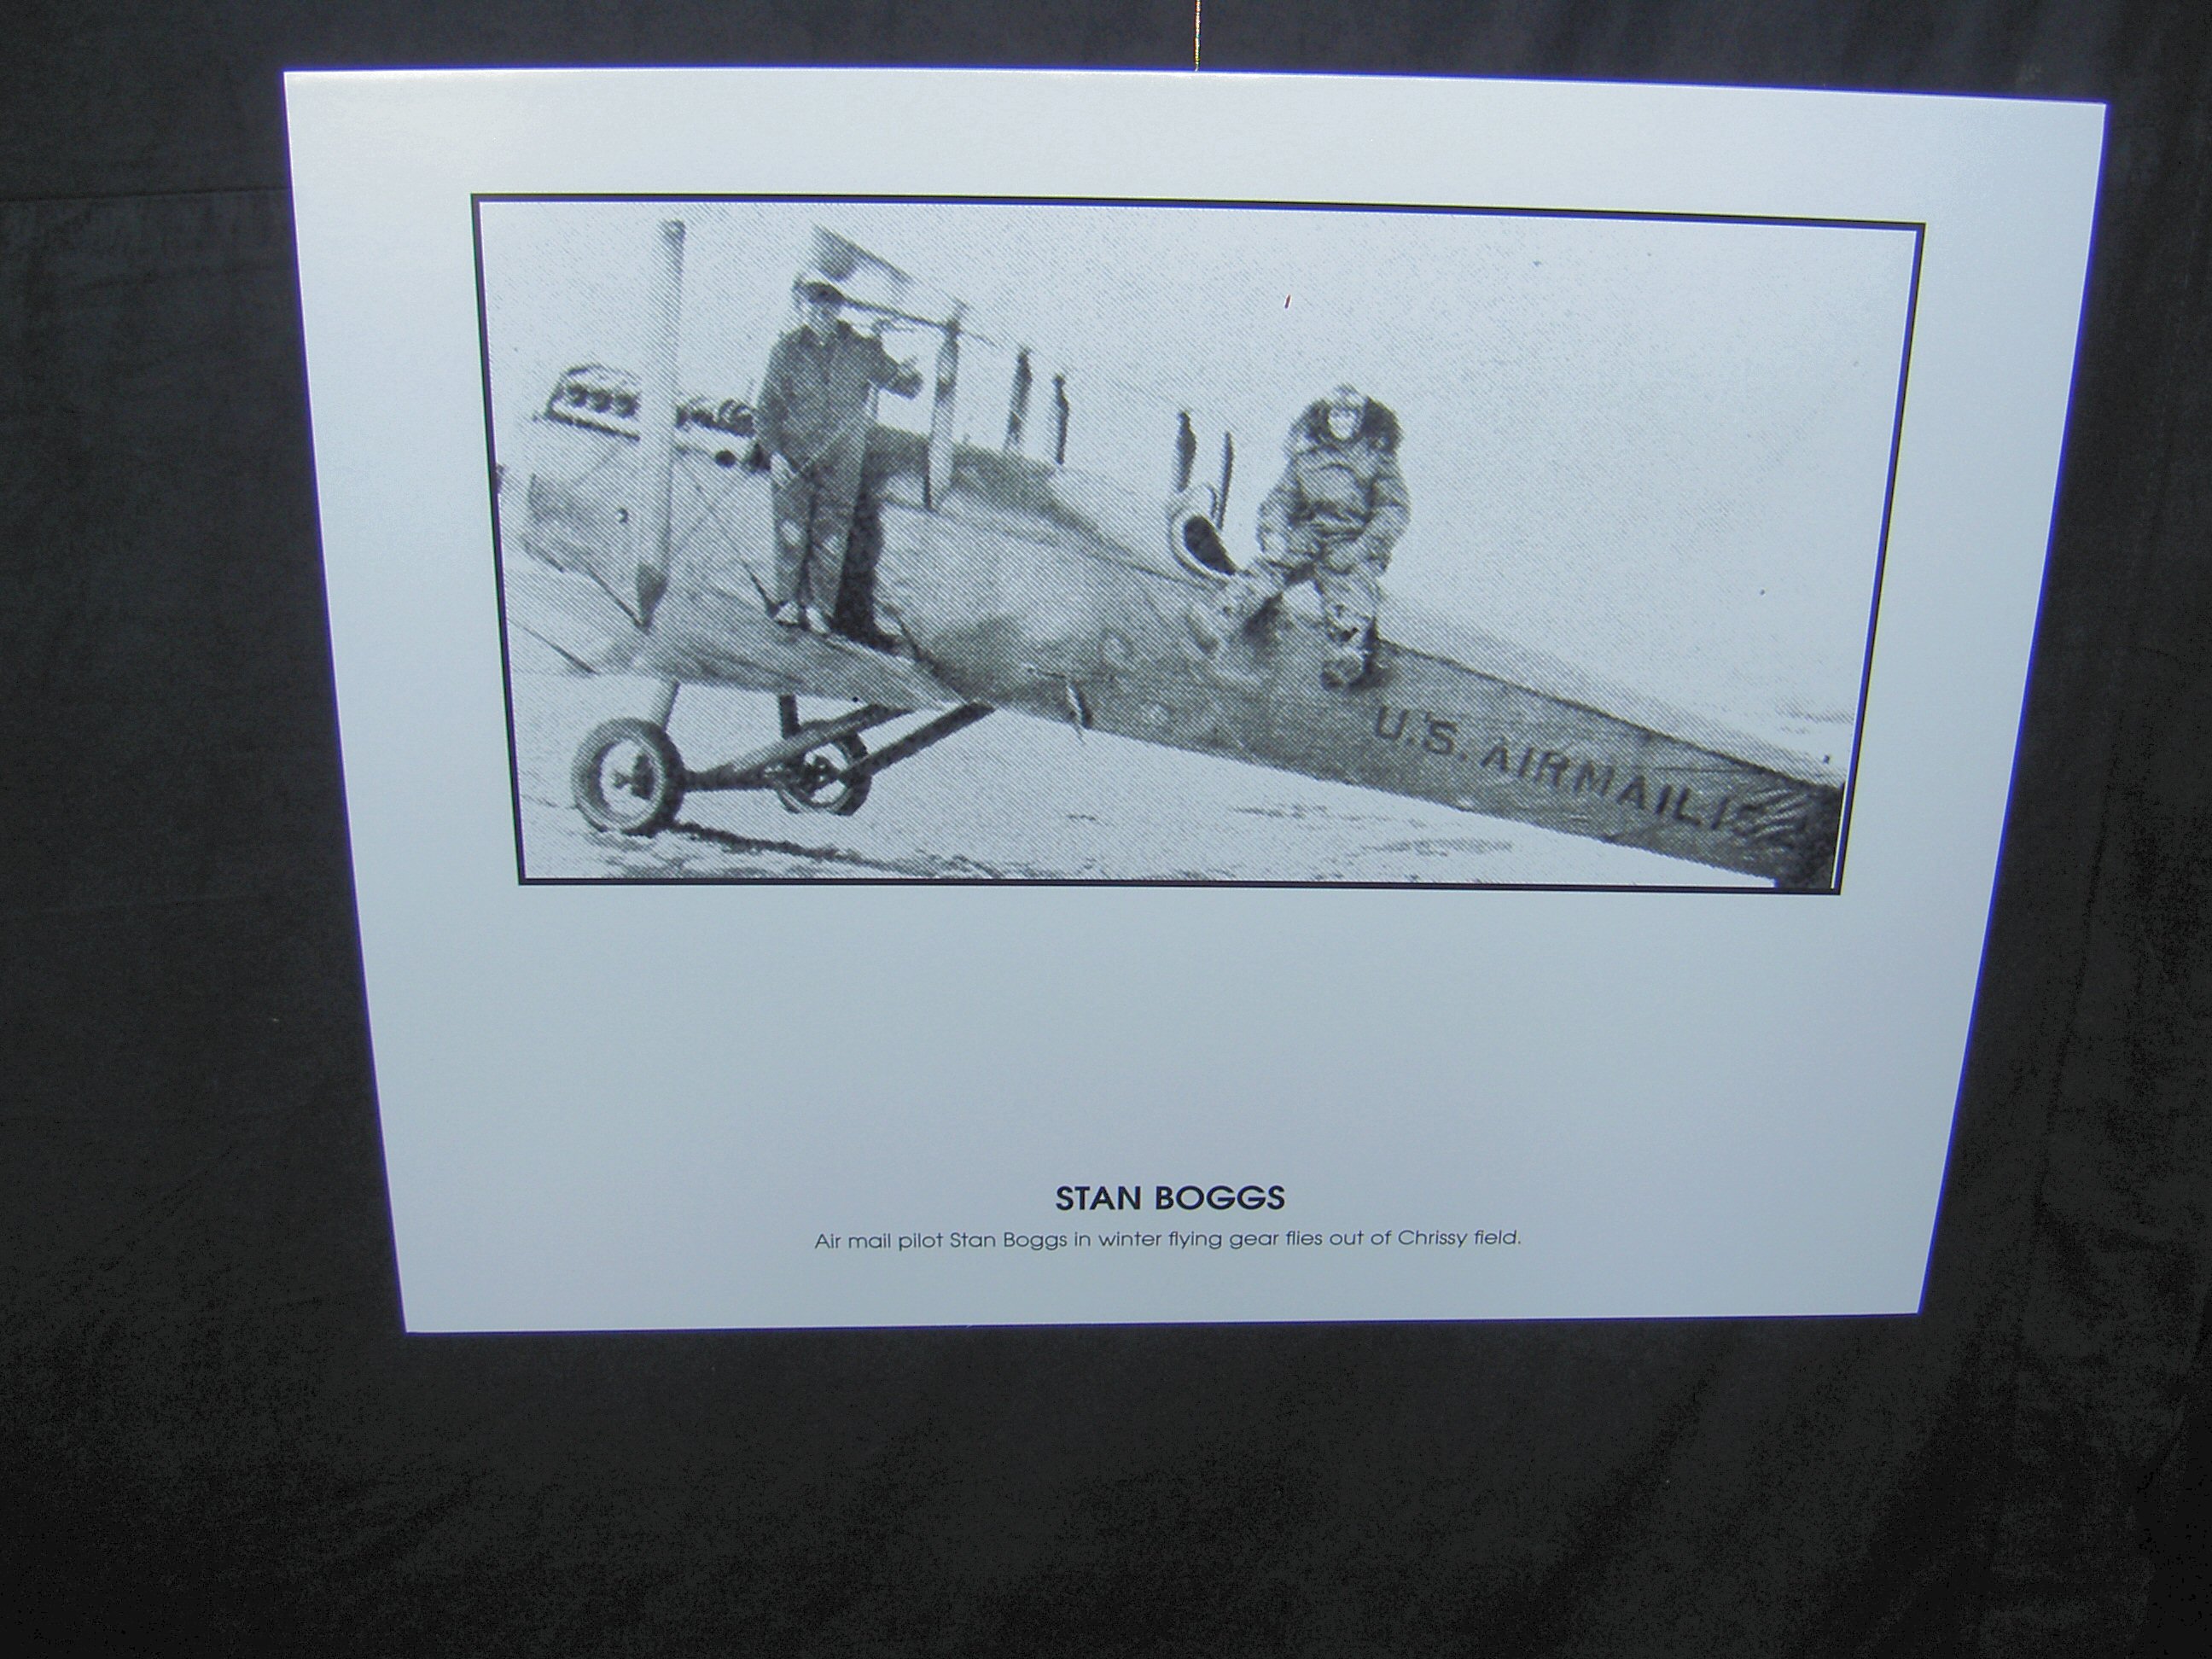 U.S. AIRMAIL
STAN BOGGS
Air mail pilot Stan Boggs in winter flying gear flies out of Chrissy field.